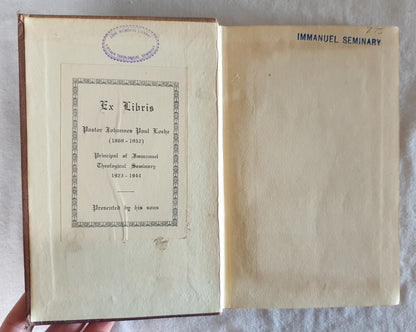 Ex Libris
Pastor Johannes Paul Loehe
(1869 - 1952)
Principal of Immanuel
Theological Seminary
1923 - 1944
Presented by his sons
IMMANUEL SEMINARY